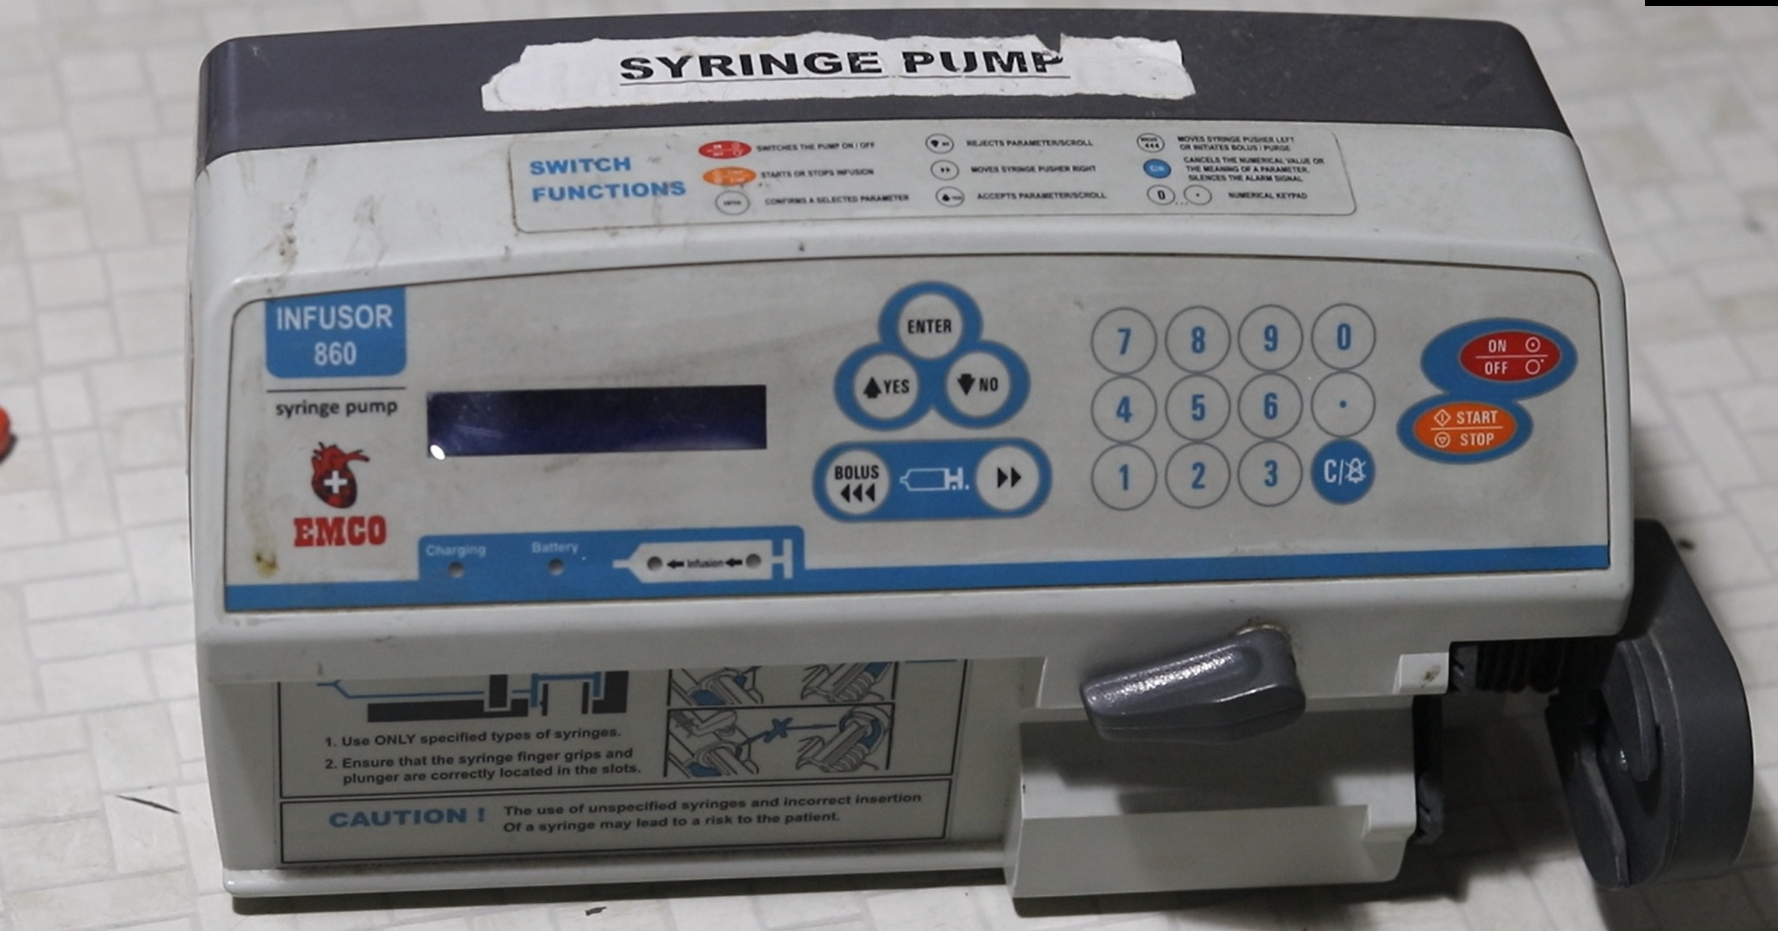 SYRINGE PUMP
SWITCH
FUNCTIONS
SWITCHES THE PUMP ON / OFF
STARTS OR STOPS INFUSION
ENTER
CONFIRMS A SELECTED PARAMETER
REJECTS PARAMETER/SCROLL
MOVES SYRINGE PUSHER RIGHT
ACCEPTS PARAMETER/SCROLL
MOVES SYRINGE PUSHER LEFT
OR INITIATES BOLUS / PURGE
CANCELS THE NUMERICAL VALUE OR
THE MEANING OF A PARAMETER.
SILENCES THE ALARM SIGNAL
0 ... .
NUMERICAL KEYPAD
INFUSOR
860
syringe pump
EMCO
Charging
Battery
Infusion
ENTER
YES
NO
BOLUS
7 8 9 0
4 5 6 .
1 2 3 C/
ON
OFF
START
STOP
1. Use ONLY specified types of syringes.
2. Ensure that the syringe finger grips and
plunger are correctly located in the slots.
CAUTION !
The use of unspecified syringes and incorrect insertion
Of a syringe may lead to a risk to the patient.